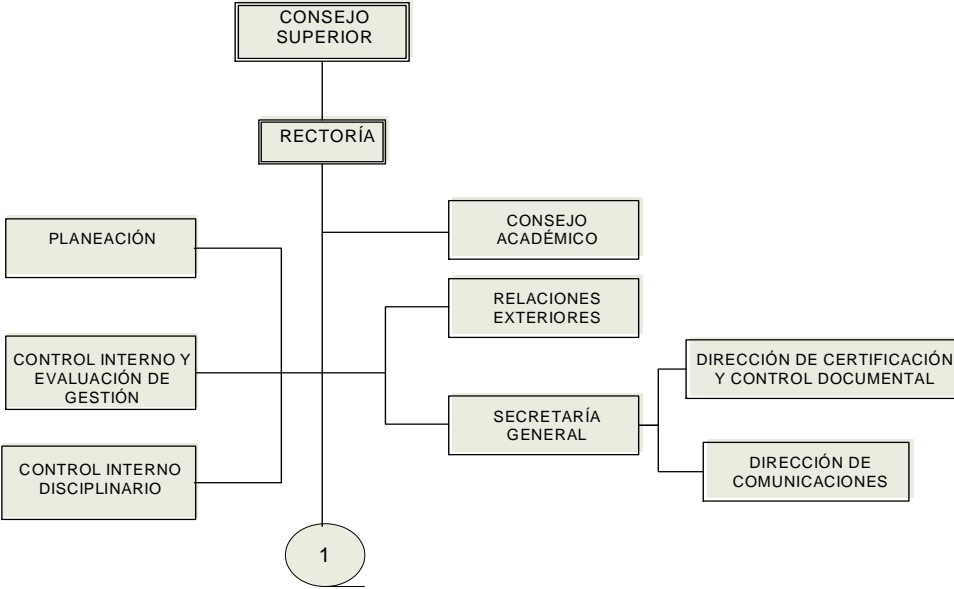 CONSEJO
SUPERIOR
RECTORÍA
CONSEJO
ACADÉMICO
PLANEACIÓN
RELACIONES
EXTERIORES
CONTROL INTERNO Y
EVALUACIÓN DE
GESTIÓN
SECRETARÍA
GENERAL
DIRECCIÓN DE CERTIFICACIÓN
Y CONTROL DOCUMENTAL
CONTROL INTERNO
DISCIPLINARIO
DIRECCIÓN DE
COMUNICACIONES
1